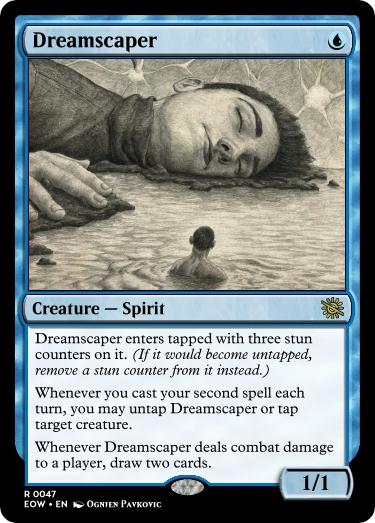 Dreamscaper
Creature — Spirit
Dreamscaper enters tapped with three stun
counters on it. (If it would become untapped,
remove a stun counter from it instead.)
Whenever you cast your second spell each
turn, you may untap Dreamscaper or tap
target creature.
Whenever Dreamscaper deals combat damage
to a player, draw two cards.
1/1
R 0047
EOW • EN Ognien Pavkovic